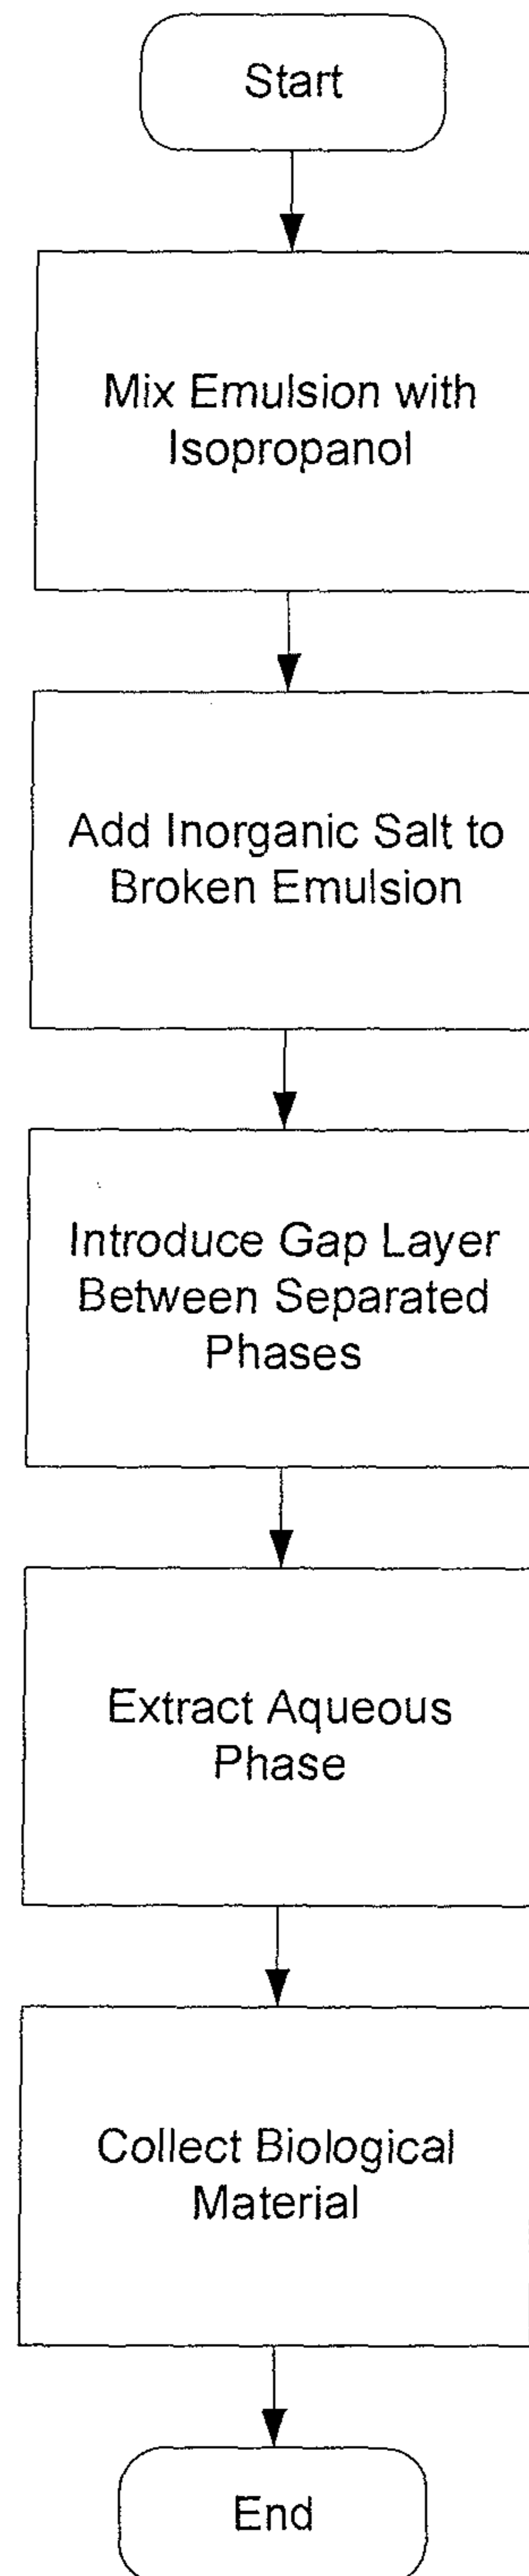 Start
Mix Emulsion with
Isopropanol
Add Inorganic Salt to
Broken Emulsion
Introduce Gap Layer
Between Separated
Phases
Extract Aqueous
Phase
Collect Biological
Material
End